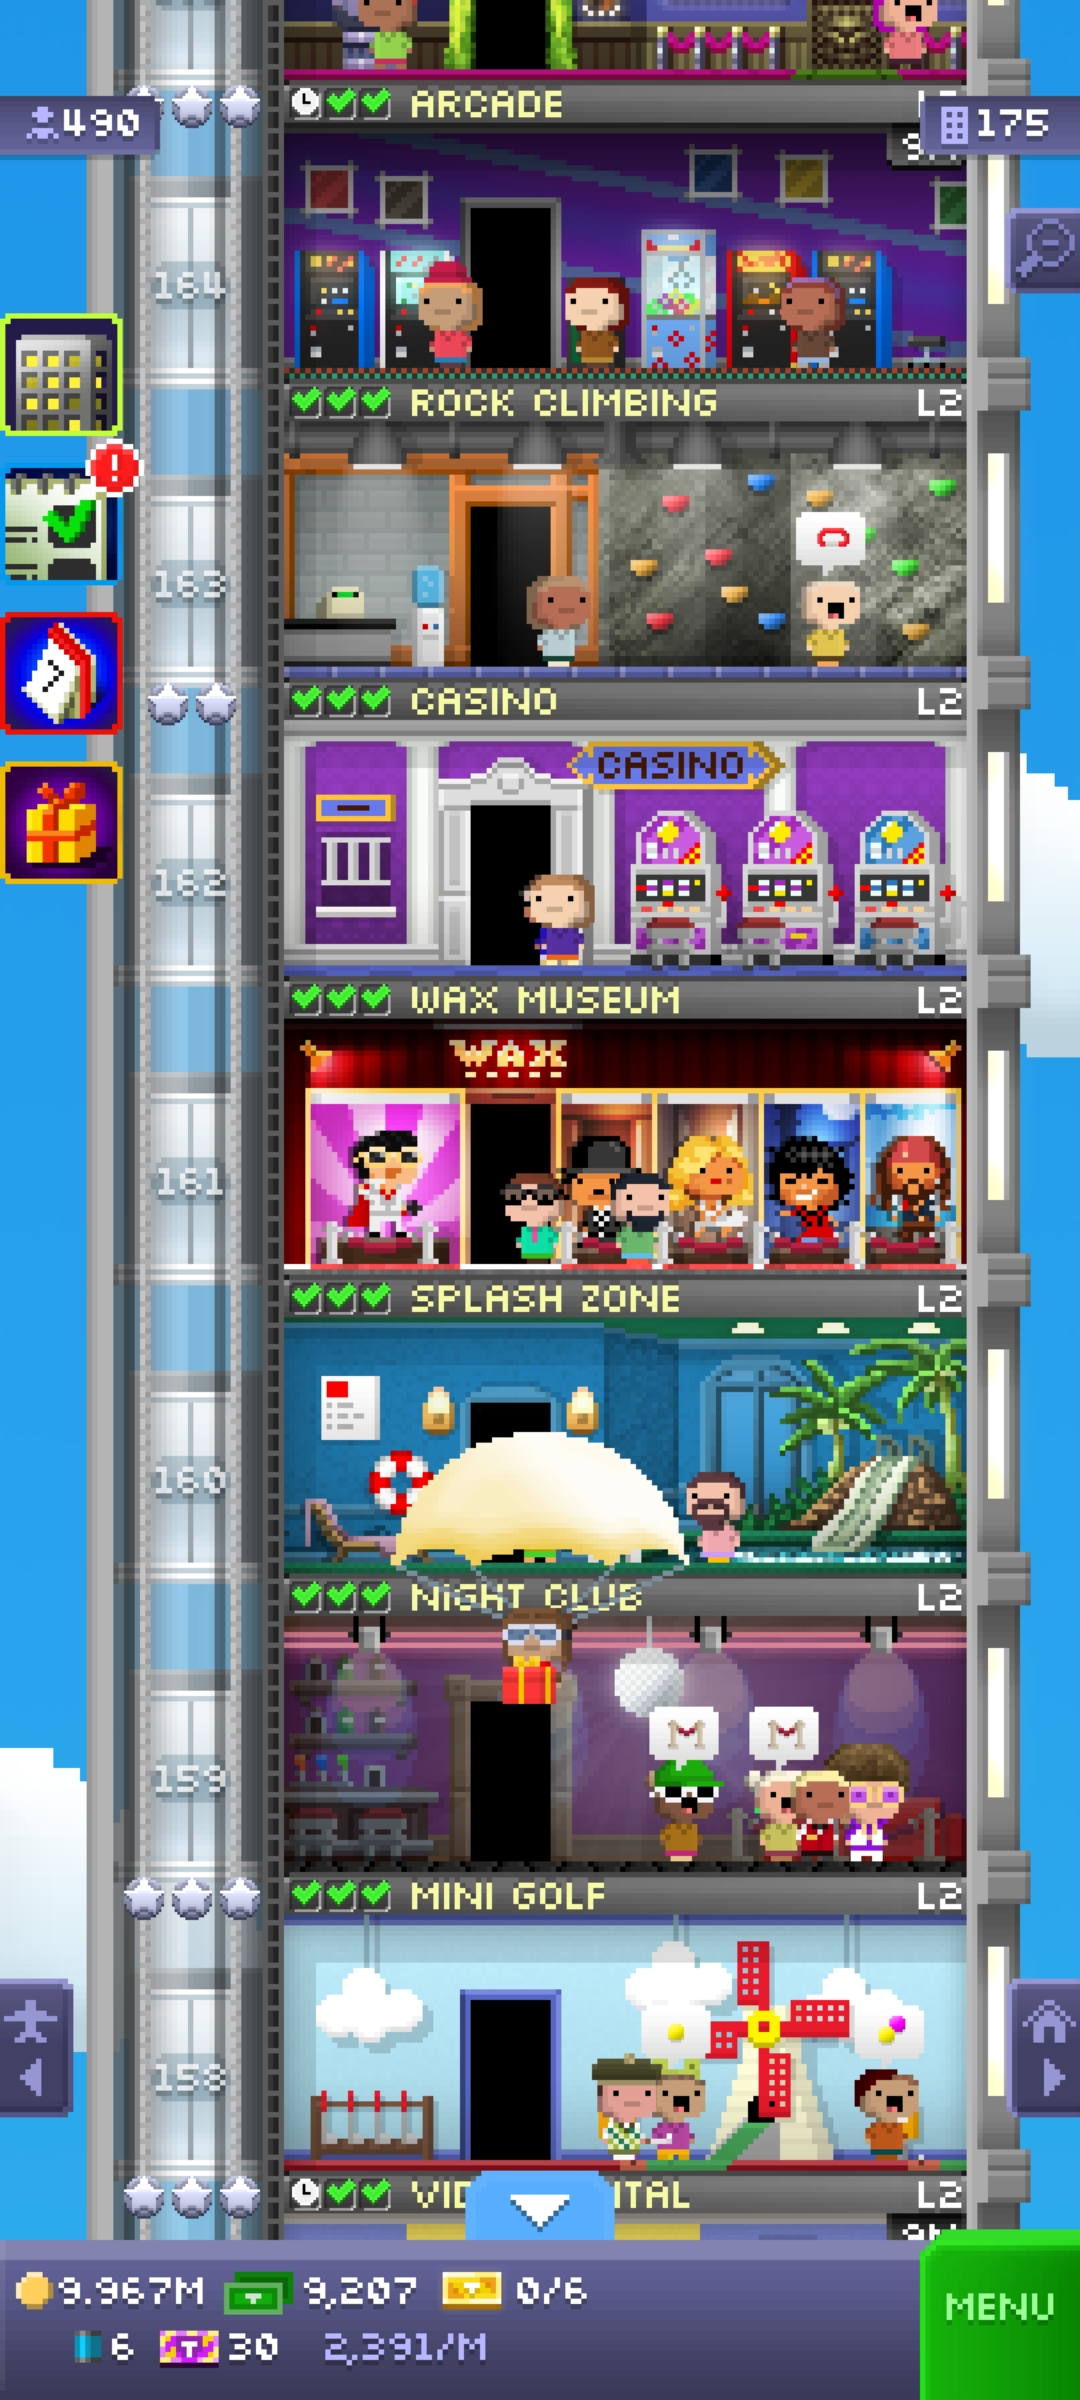 ARCADE
490
175
164
ROCK CLIMBING L2
163
CASINO L2
CASINO
162
WAX MUSEUM L2
WAX
161
SPLASH ZONE L2
160
NIGHT CLUB L2
159
MINI GOLF L2
158
L2
9.967M 9,207 0/6
MENU
6 T 30 2,391/M